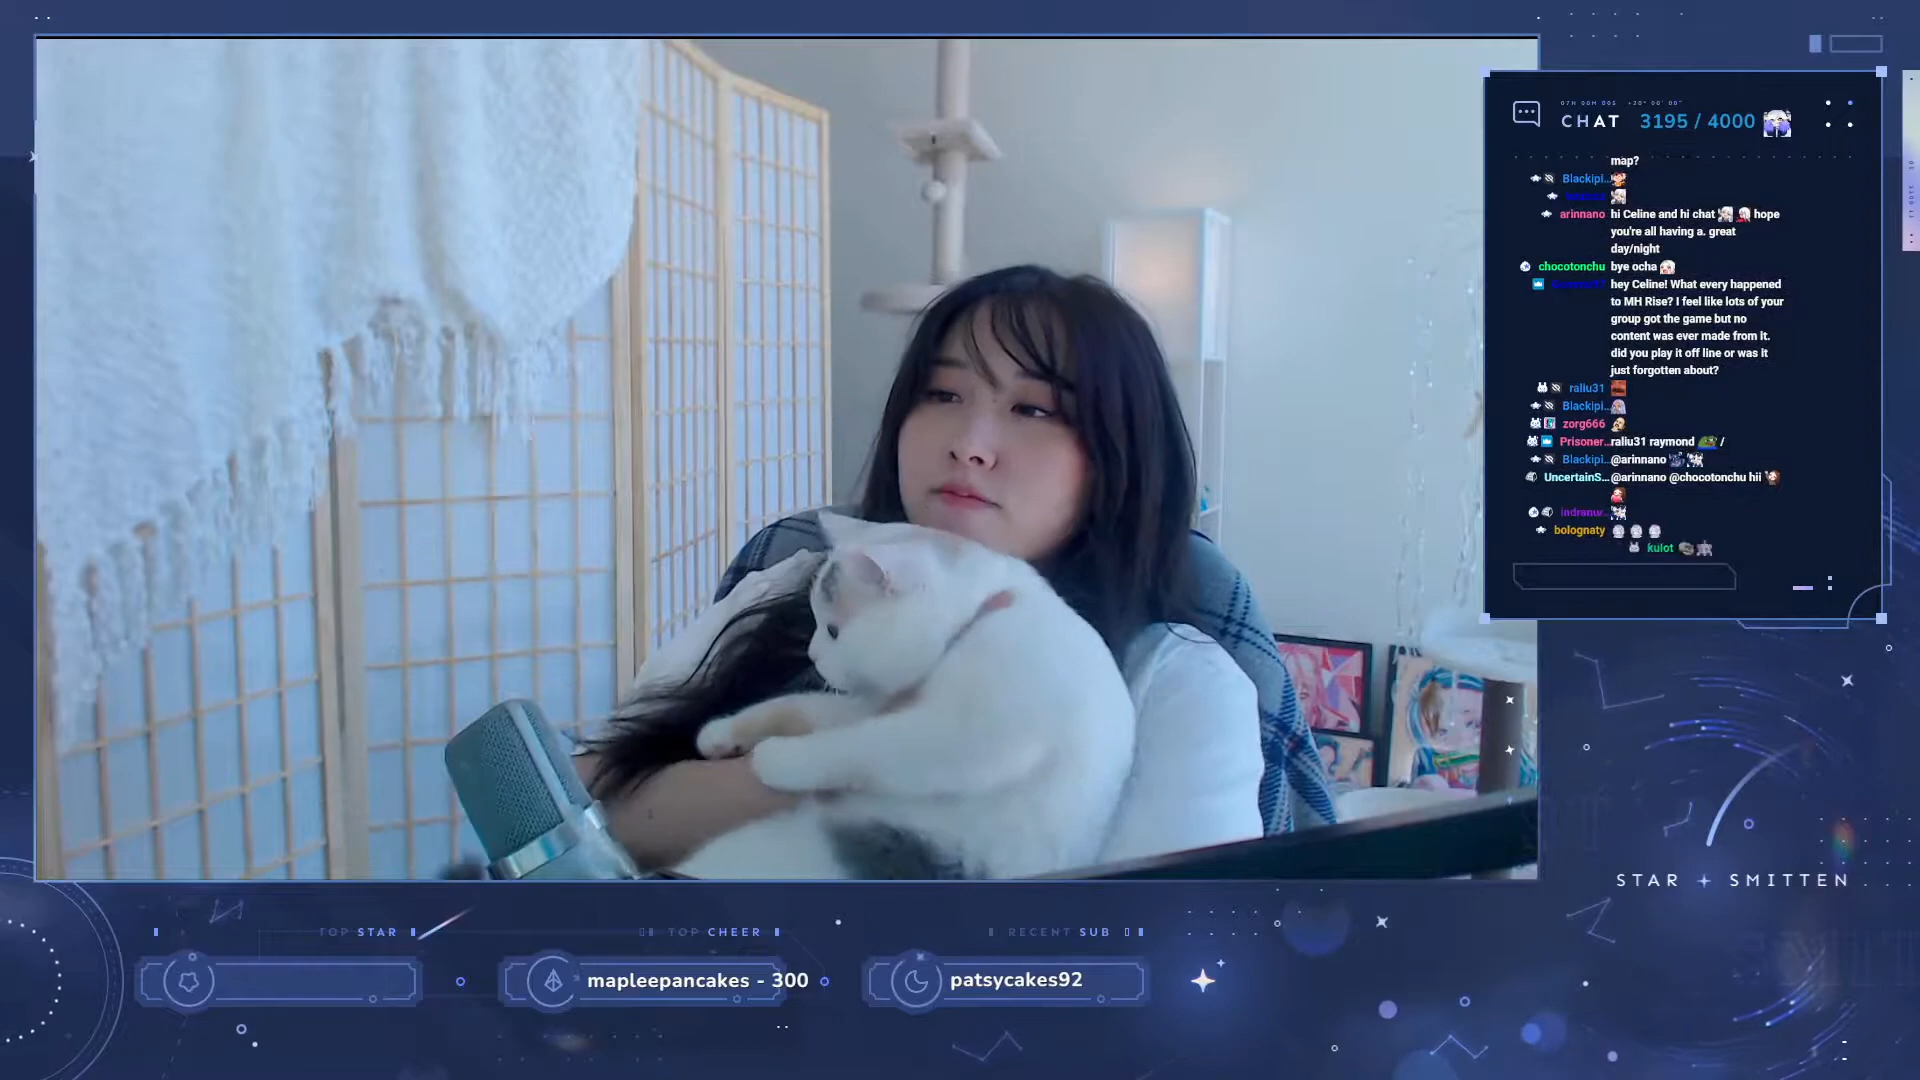 CHAT 3195 / 4000
map?
Blackipi...
arinnano hi Celine and hi chat hope
you're all having a. great
day/night
chocotonchu bye ocha
hey Celine! What every happened
to MH Rise? I feel like lots of your
group got the game but no
content was ever made from it.
did you play it off line or was it
just forgotten about?
raliu31
Blackipi...
zorg666
Prisoner... raliu31 raymond /
Blackipi... @arinnano
UncertainS... @arinnano @chocotonchu hii
bolognaty
kulot
STAR SMITTEN
TOP STAR
TOP CHEER
RECENT SUB
mapleepancakes - 300
patsycakes92